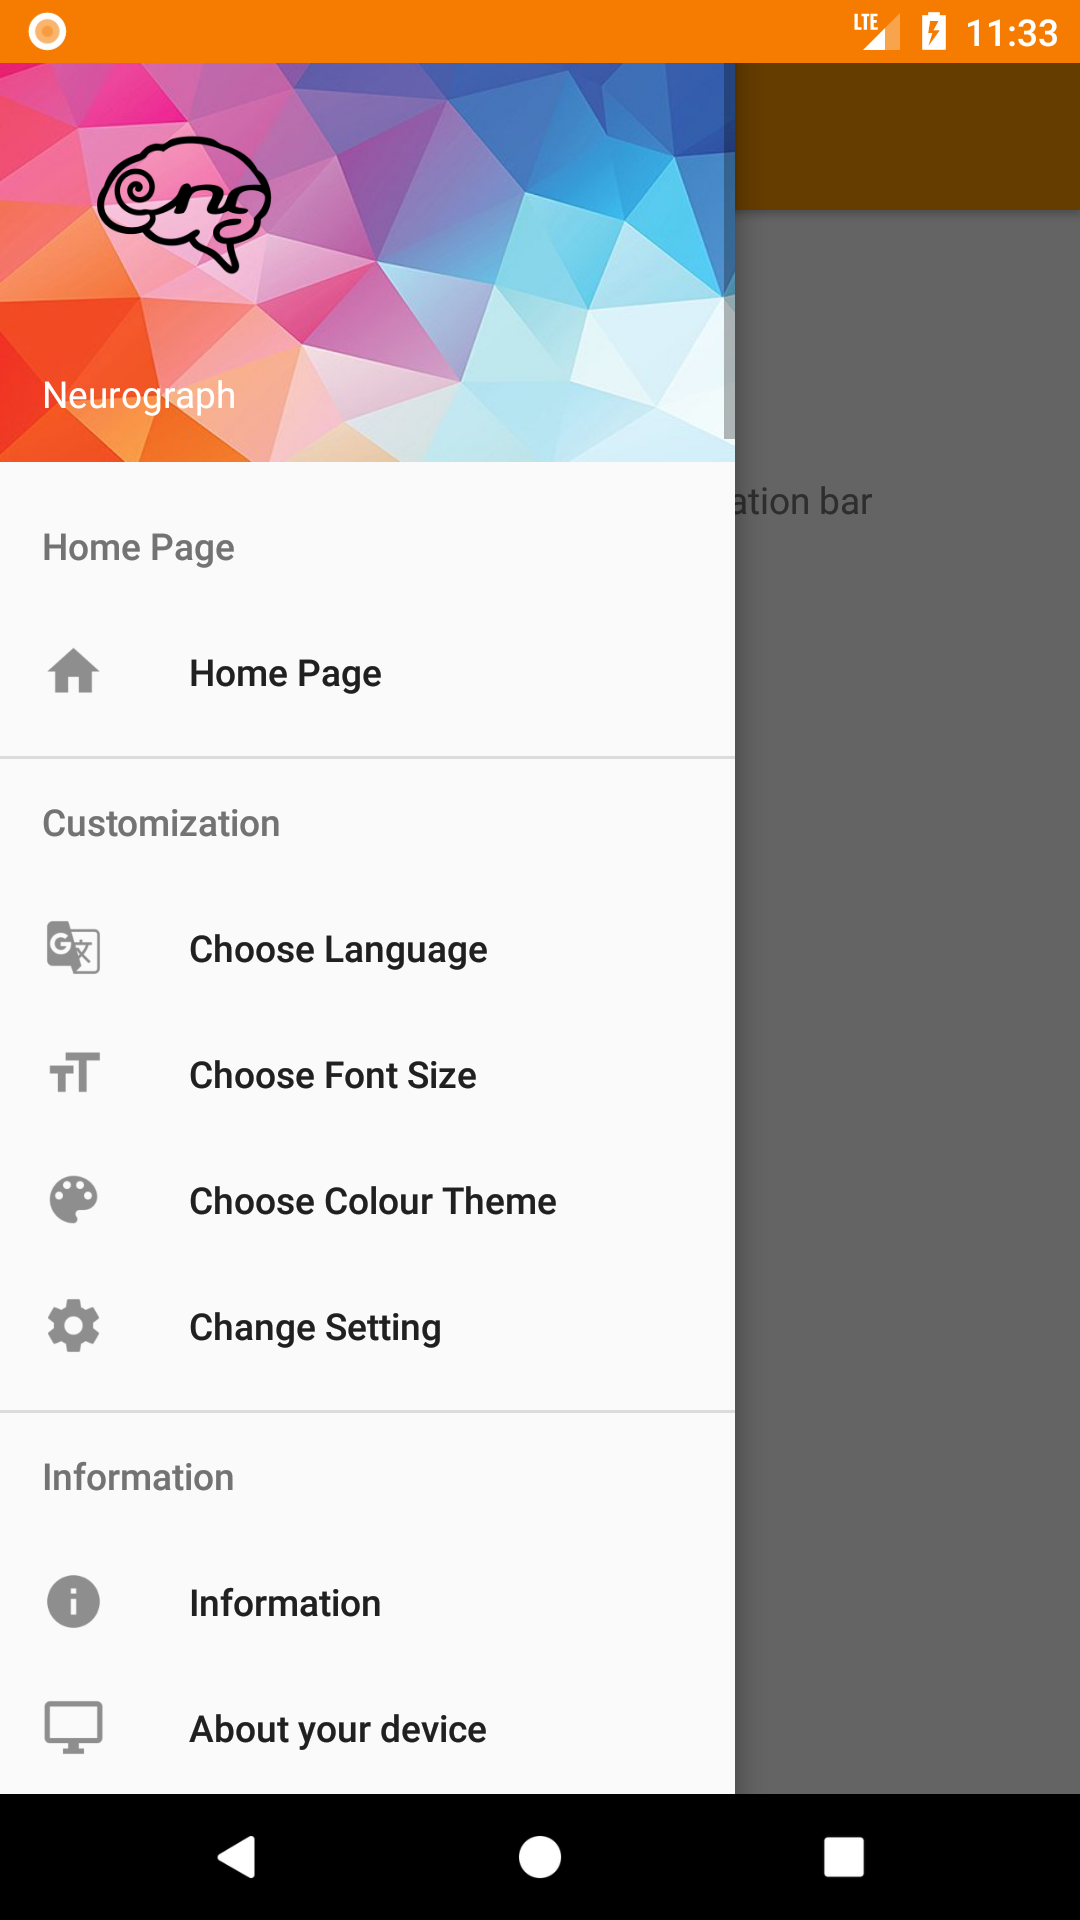 LTE 11:33
Neurograph
ation bar
Home Page
Home Page
Customization
Choose Language
Choose Font Size
Choose Colour Theme
Change Setting
Information
Information
About your device